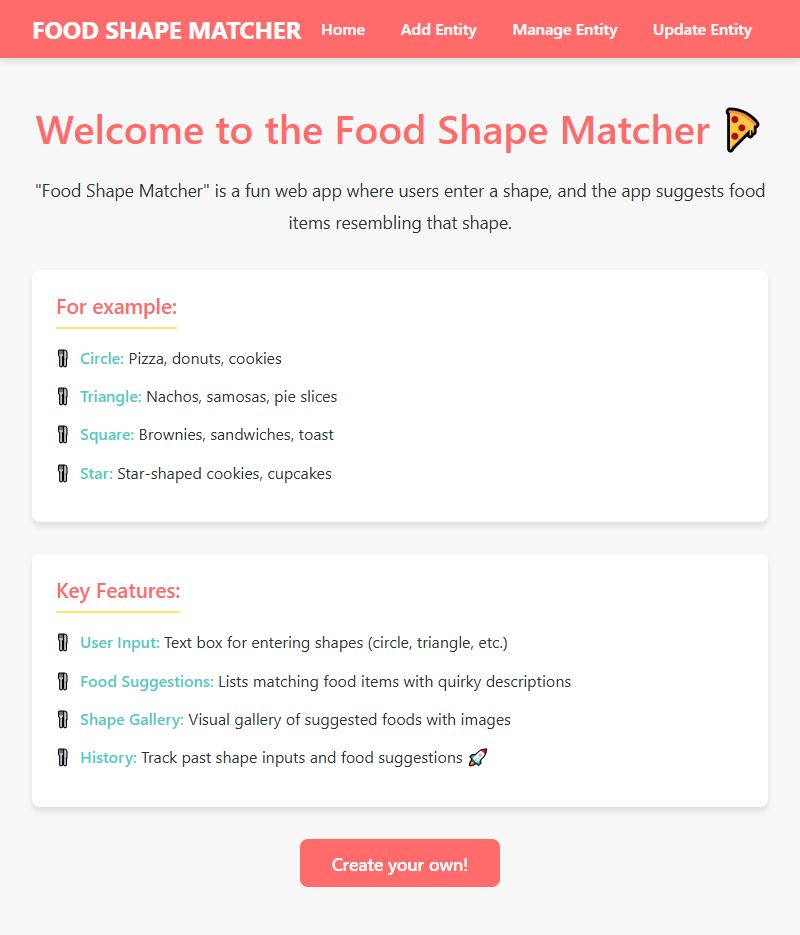 FOOD SHAPE MATCHER Home Add Entity Manage Entity Update Entity
Welcome to the Food Shape Matcher 🍕
"Food Shape Matcher" is a fun web app where users enter a shape, and the app suggests food
items resembling that shape.
For example:
🍴 Circle: Pizza, donuts, cookies
🍴 Triangle: Nachos, samosas, pie slices
🍴 Square: Brownies, sandwiches, toast
🍴 Star: Star-shaped cookies, cupcakes
Key Features:
🍴 User Input: Text box for entering shapes (circle, triangle, etc.)
🍴 Food Suggestions: Lists matching food items with quirky descriptions
🍴 Shape Gallery: Visual gallery of suggested foods with images
🍴 History: Track past shape inputs and food suggestions 🚀
Create your own!